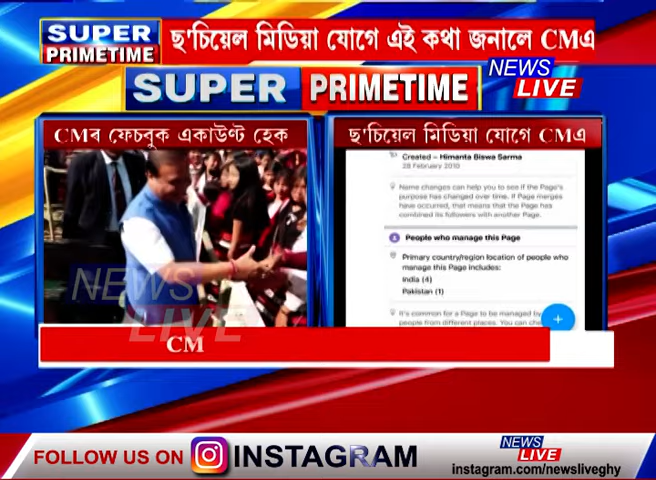 SUPER
PRIMETIME
ছ'চিয়েল মিডিয়া যোগে এই কথা জনালে CMএ
SUPER PRIMETIME
NEWS
LIVE
CMৰ ফেচবুক একাউণ্ট হেক
ছ'চিয়েল মিডিয়া যোগে CMএ
Created – Himanta Biswa Sarma
28 February 2010
Name changes can help you to see if the Page's
purpose has changed over time. If Page merges
have occurred, that means that the Page has
combined its followers with another Page.
People who manage this Page
Primary country/region location of people who
manage this Page includes:
India (4)
Pakistan (1)
It's common for a Page to be managed by
people from different places. You can che
NEWS
LIVE
CM
FOLLOW US ON INSTAGRAM
NEWS
LIVE
instagram.com/newsliveghy